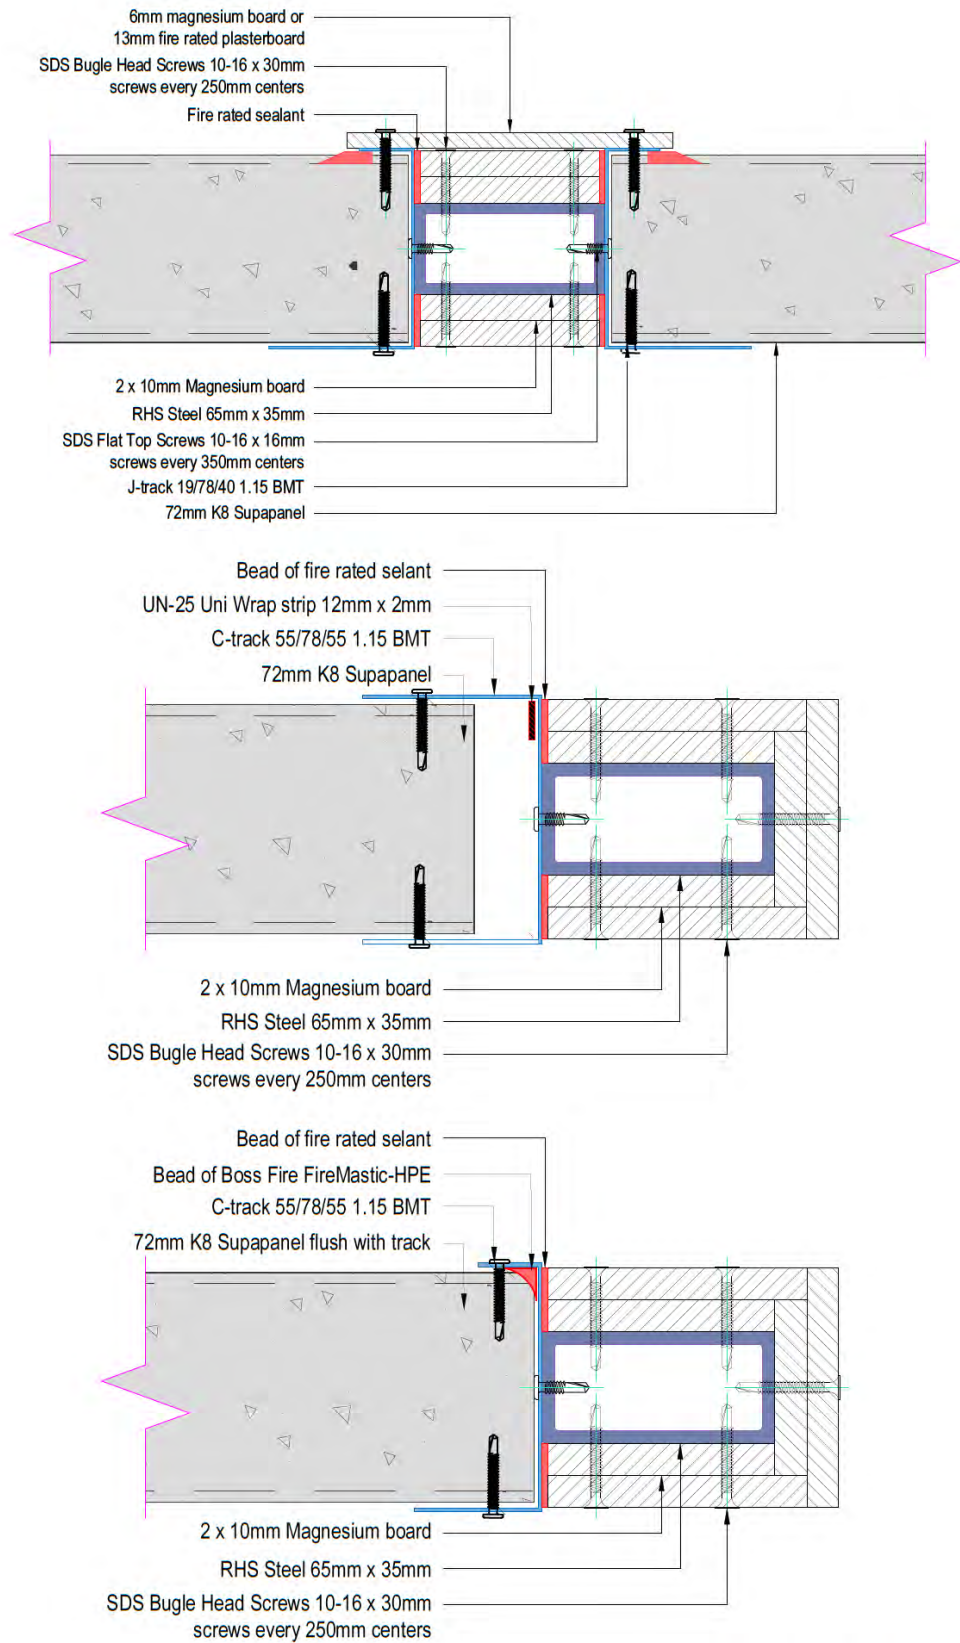 6mm magnesium board or
13mm fire rated plasterboard
SDS Bugle Head Screws 10-16 x 30mm
screws every 250mm centers
Fire rated sealant
2 x 10mm Magnesium board
RHS Steel 65mm x 35mm
SDS Flat Top Screws 10-16 x 16mm
screws every 350mm centers
J-track 19/78/40 1.15 BMT
72mm K8 Supapanel
Bead of fire rated selant
UN-25 Uni Wrap strip 12mm x 2mm
C-track 55/78/55 1.15 BMT
72mm K8 Supapanel
2 x 10mm Magnesium board
RHS Steel 65mm x 35mm
SDS Bugle Head Screws 10-16 x 30mm
screws every 250mm centers
Bead of fire rated selant
Bead of Boss Fire FireMastic-HPE
C-track 55/78/55 1.15 BMT
72mm K8 Supapanel flush with track
2 x 10mm Magnesium board
RHS Steel 65mm x 35mm
SDS Bugle Head Screws 10-16 x 30mm
screws every 250mm centers